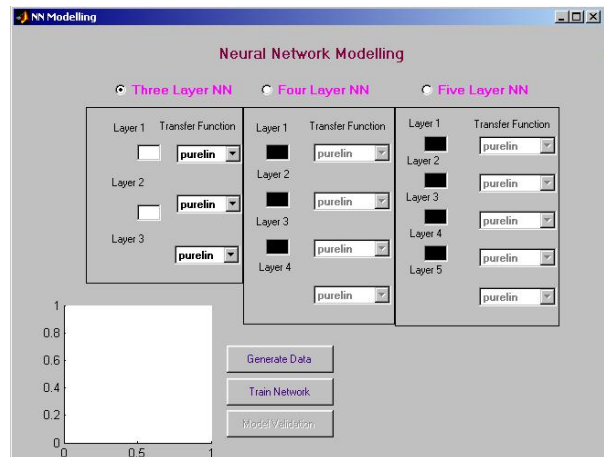 NN Modelling
Neural Network Modelling
Three Layer NN
Four Layer NN
Five Layer NN
Layer 1 Transfer Function
purelin
Layer 2
purelin
Layer 3
purelin
Layer 1 Transfer Function
purelin
Layer 2
purelin
Layer 3
purelin
Layer 4
purelin
Layer 1 Transfer Function
purelin
Layer 2
purelin
Layer 3
purelin
Layer 4
purelin
Layer 5
purelin
1
0.8
0.6
0.4
0.2
0
0 0.5 1
Generate Data
Train Network
Model Validation